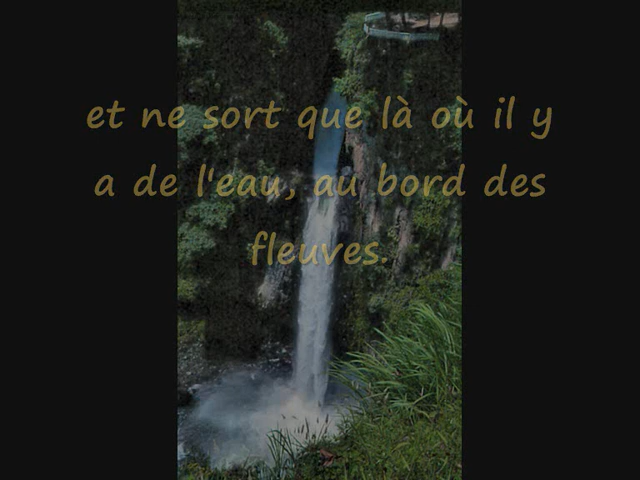 et ne sort que là où il y
a de l'eau, au bord des
fleuves.